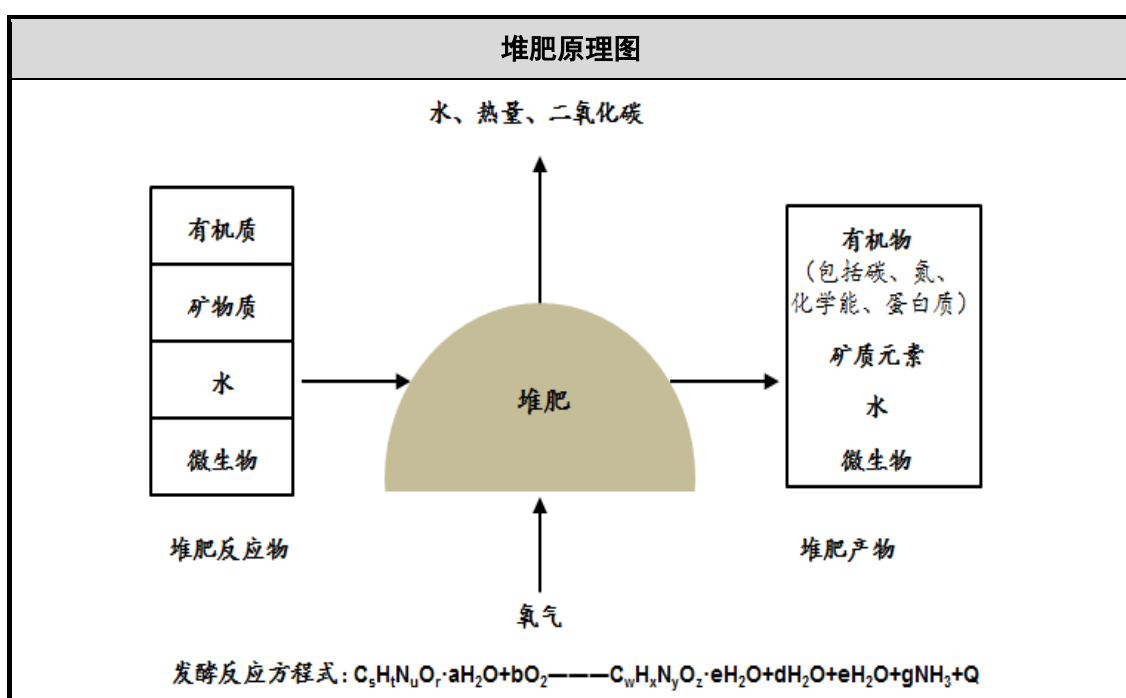 堆肥原理图
水、热量、二氧化碳
有机质
矿物质
水
微生物
堆肥反应物
堆肥
氧气
有机物
（包括碳、氮、
化学能、蛋白质）
矿质元素
水
微生物
堆肥产物
发酵反应方程式：CₛHₜNᵤOᵣ·aH₂O+bO₂———C_wHₓN_yO_z·eH₂O+dH₂O+eH₂O+gNH₃+Q